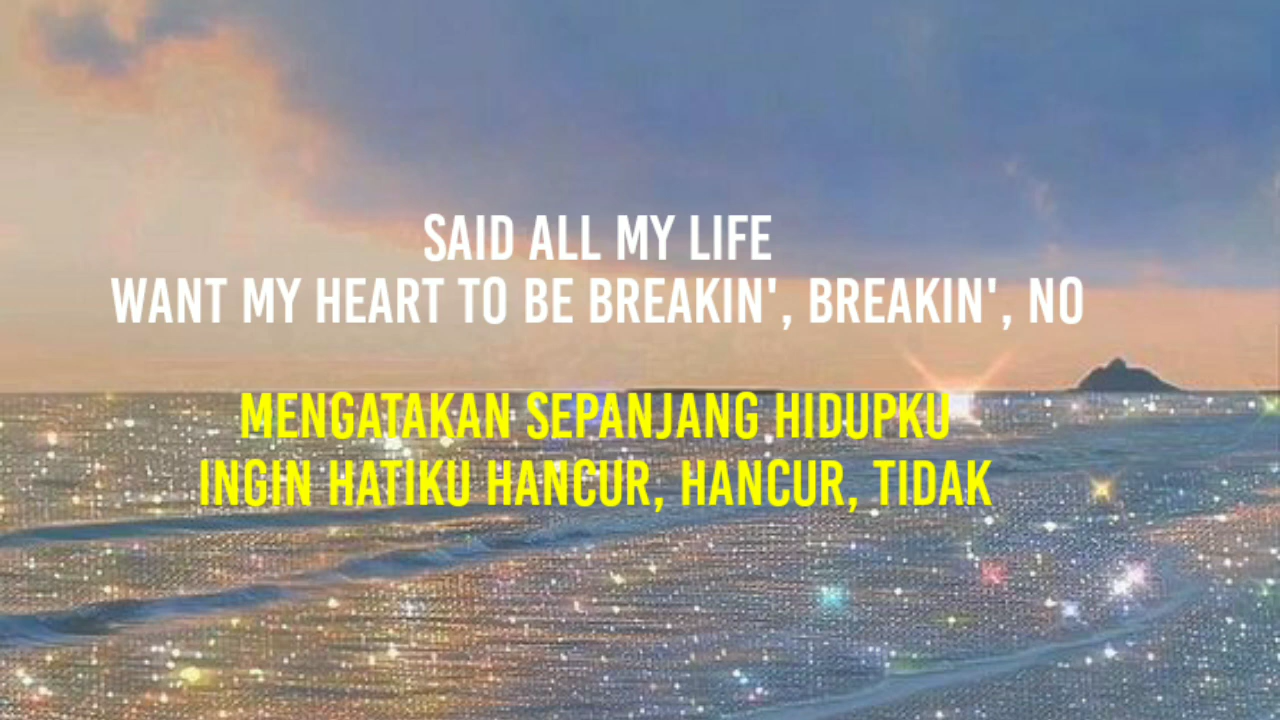 SAID ALL MY LIFE
WANT MY HEART TO BE BREAKIN', BREAKIN', NO
MENGATAKAN SEPANJANG HIDUPKU
INGIN HATIKU HANCUR, HANCUR, TIDAK